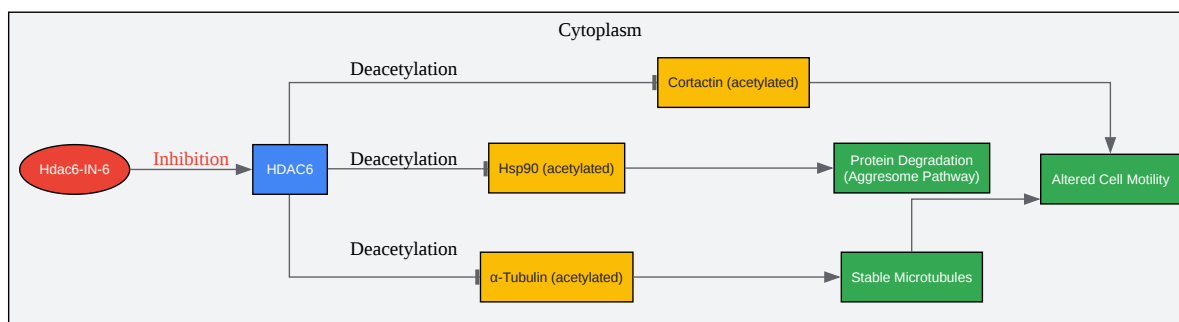 Cytoplasm
Deacetylation
Cortactin (acetylated)
Hdac6-IN-6
Inhibition
HDAC6
Deacetylation
Hsp90 (acetylated)
Protein Degradation
(Aggresome Pathway)
Altered Cell Motility
Deacetylation
α-Tubulin (acetylated)
Stable Microtubules